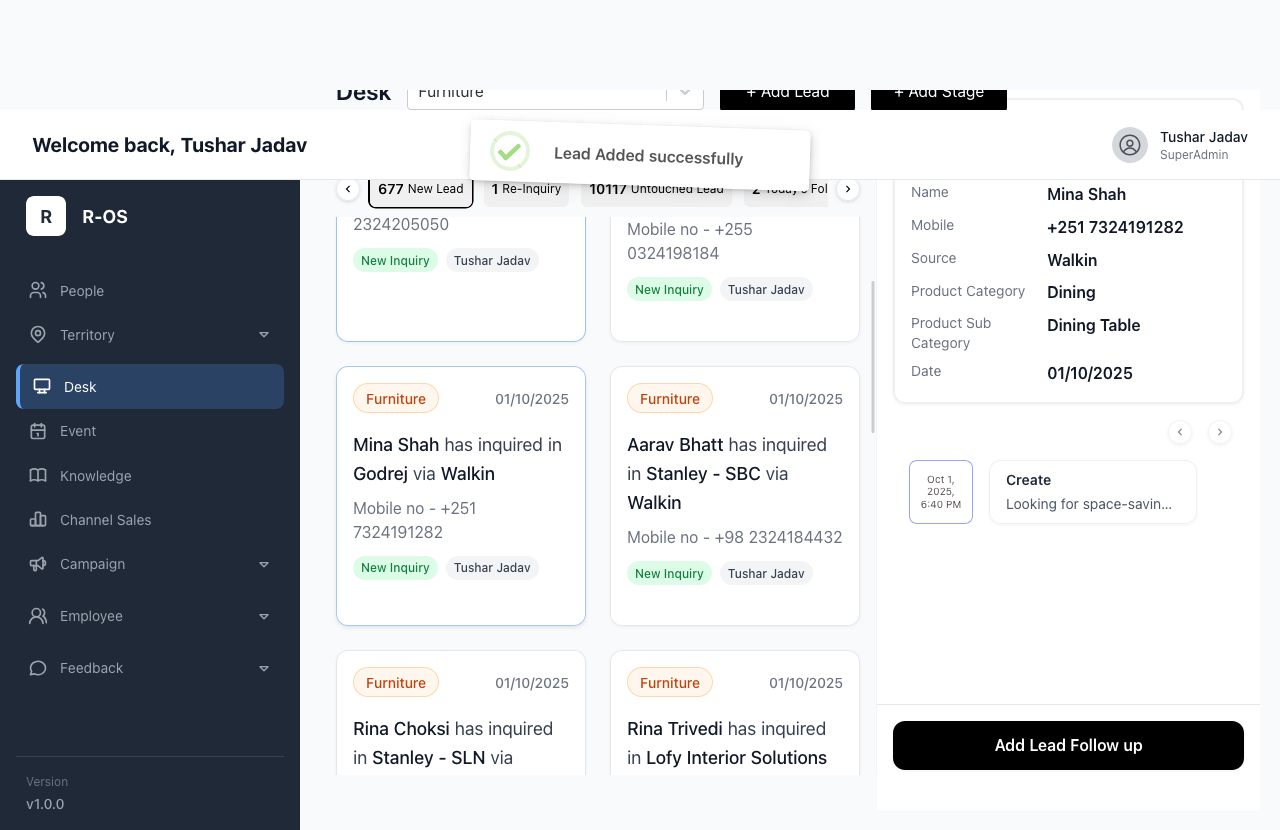 Desk
Furniture
+ Add Lead
+ Add Stage
Welcome back, Tushar Jadav
Lead Added successfully
Tushar Jadav
SuperAdmin
R
R-OS
People
Territory
Desk
Event
Knowledge
Channel Sales
Campaign
Employee
Feedback
Version
v1.0.0
677 New Lead
1 Re-Inquiry
10117 Untouched Lead
2 Today's Fol
2324205050
New Inquiry
Tushar Jadav
Mobile no - +255
0324198184
New Inquiry
Tushar Jadav
Furniture
01/10/2025
Mina Shah has inquired in
Godrej via Walkin
Mobile no - +251
7324191282
New Inquiry
Tushar Jadav
Furniture
01/10/2025
Aarav Bhatt has inquired
in Stanley - SBC via
Walkin
Mobile no - +98 2324184432
New Inquiry
Tushar Jadav
Furniture
01/10/2025
Rina Choksi has inquired
in Stanley - SLN via
Furniture
01/10/2025
Rina Trivedi has inquired
in Lofy Interior Solutions
Name
Mina Shah
Mobile
+251 7324191282
Source
Walkin
Product Category
Dining
Product Sub
Category
Dining Table
Date
01/10/2025
Oct 1,
2025,
6:40 PM
Create
Looking for space-savin...
Add Lead Follow up